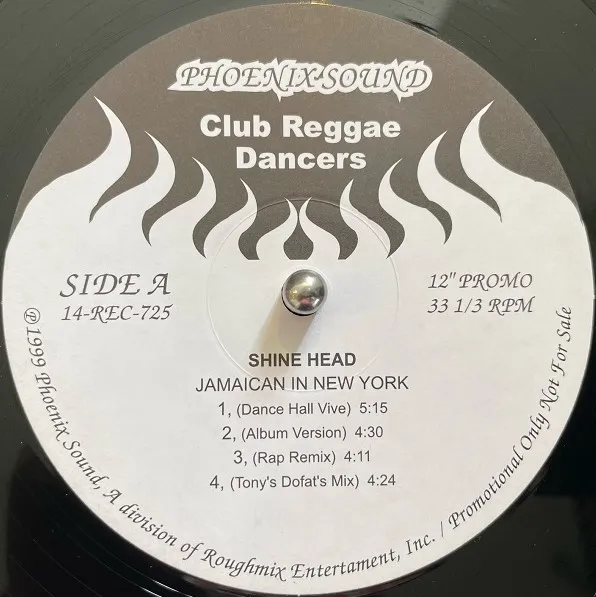 PHOENIX SOUND
Club Reggae
Dancers
SIDE A
14-REC-725
12" PROMO
33 1/3 RPM
SHINE HEAD
JAMAICAN IN NEW YORK
1, (Dance Hall Vive) 5:15
2, (Album Version) 4:30
3, (Rap Remix) 4:11
4, (Tony's Dofat's Mix) 4:24
℗ 1999 Phoenix Sound, A division of Roughmix Entertament, Inc. / Promotional Only Not For Sale